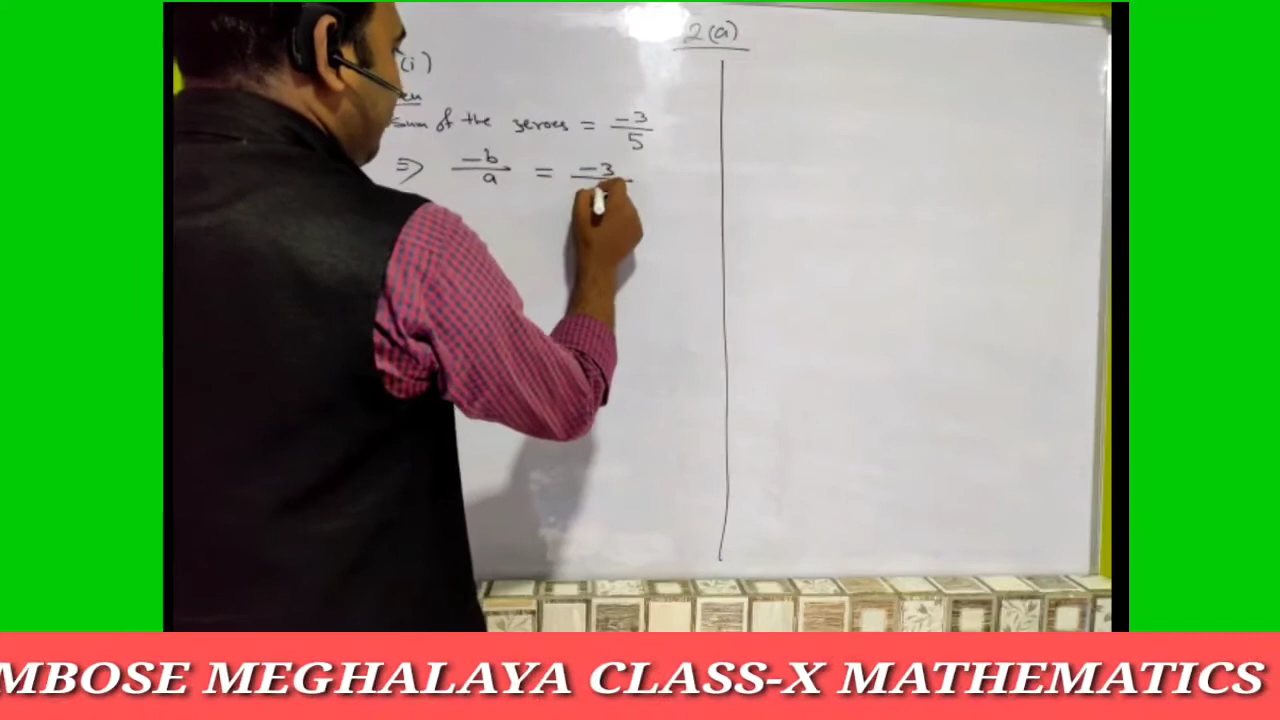 2(a)
(i)
Sum of the zeroes = -3/5
⇒ -b/a = -3/
MBOSE MEGHALAYA CLASS-X MATHEMATICS